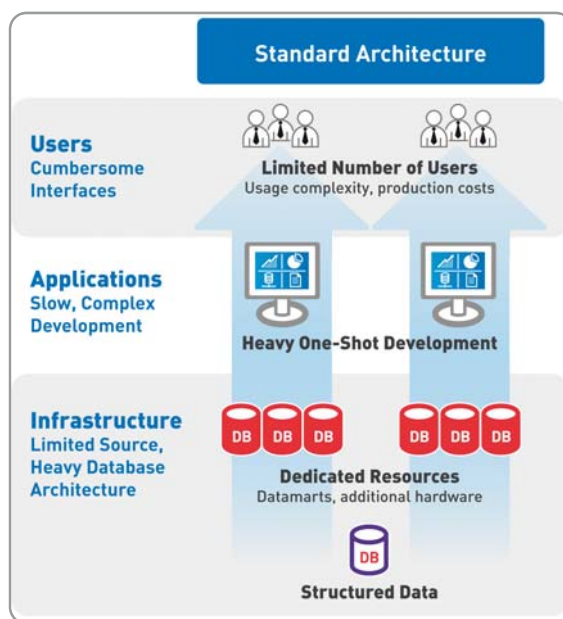 Standard Architecture
Users
Cumbersome
Interfaces
Limited Number of Users
Usage complexity, production costs
Applications
Slow, Complex
Development
Heavy One-Shot Development
Infrastructure
Limited Source,
Heavy Database
Architecture
DB DB DB DB DB DB
Dedicated Resources
Datamarts, additional hardware
DB
Structured Data